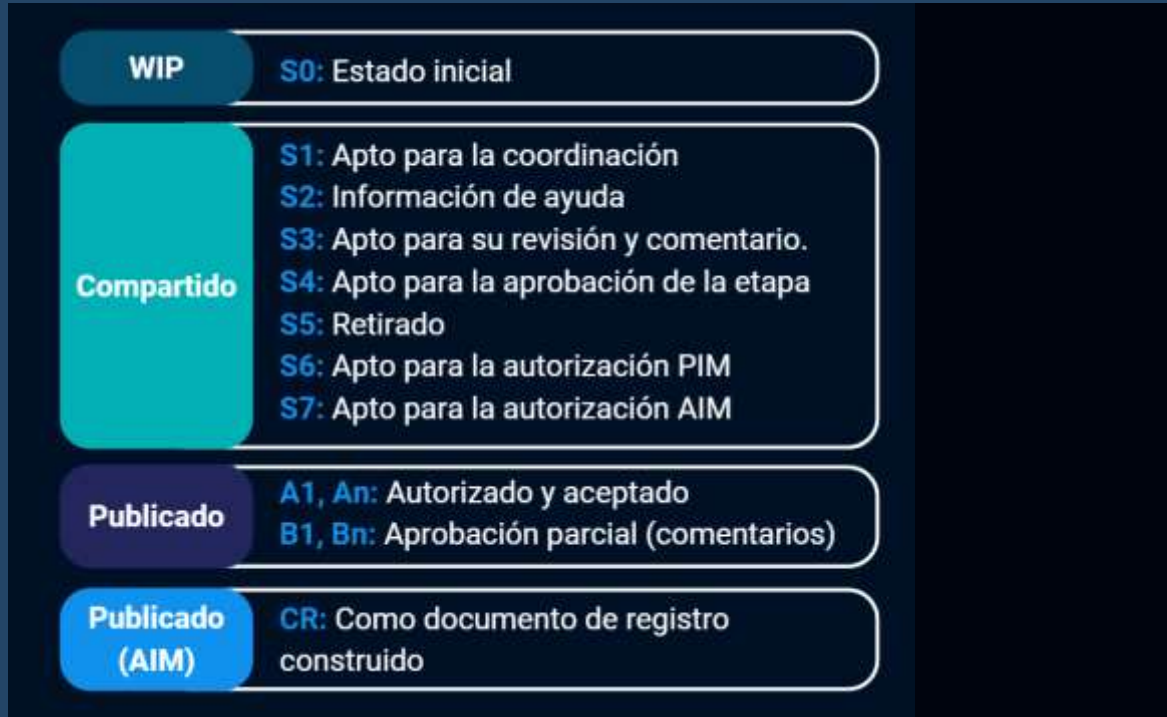 WIP
S0: Estado inicial
Compartido
S1: Apto para la coordinación
S2: Información de ayuda
S3: Apto para su revisión y comentario.
S4: Apto para la aprobación de la etapa
S5: Retirado
S6: Apto para la autorización PIM
S7: Apto para la autorización AIM
Publicado
A1, An: Autorizado y aceptado
B1, Bn: Aprobación parcial (comentarios)
Publicado
(AIM)
CR: Como documento de registro
construido